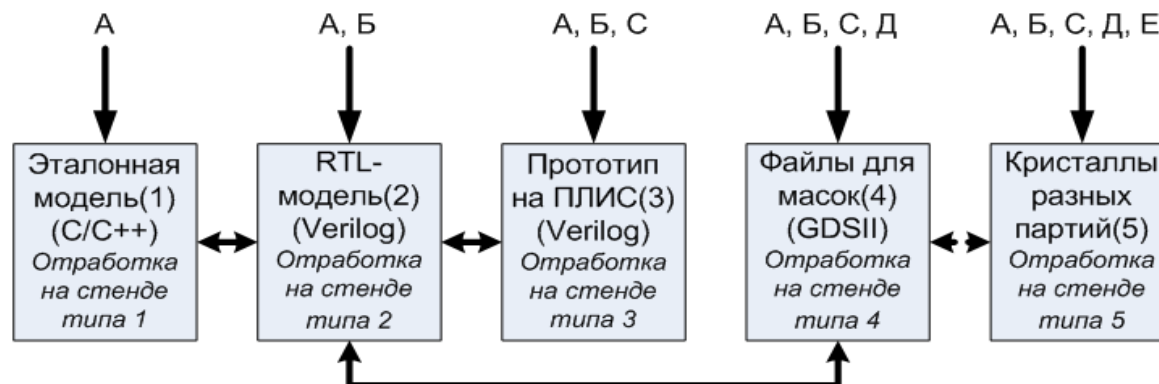 А
А, Б
А, Б, С
А, Б, С, Д
А, Б, С, Д, Е
Эталонная
модель(1)
(С/С++)
Отработка
на стенде
типа 1
RTL-
модель(2)
(Verilog)
Отработка
на стенде
типа 2
Прототип
на ПЛИС(3)
(Verilog)
Отработка
на стенде
типа 3
Файлы для
масок(4)
(GDSII)
Отработка
на стенде
типа 4
Кристаллы
разных
партий(5)
Отработка
на стенде
типа 5